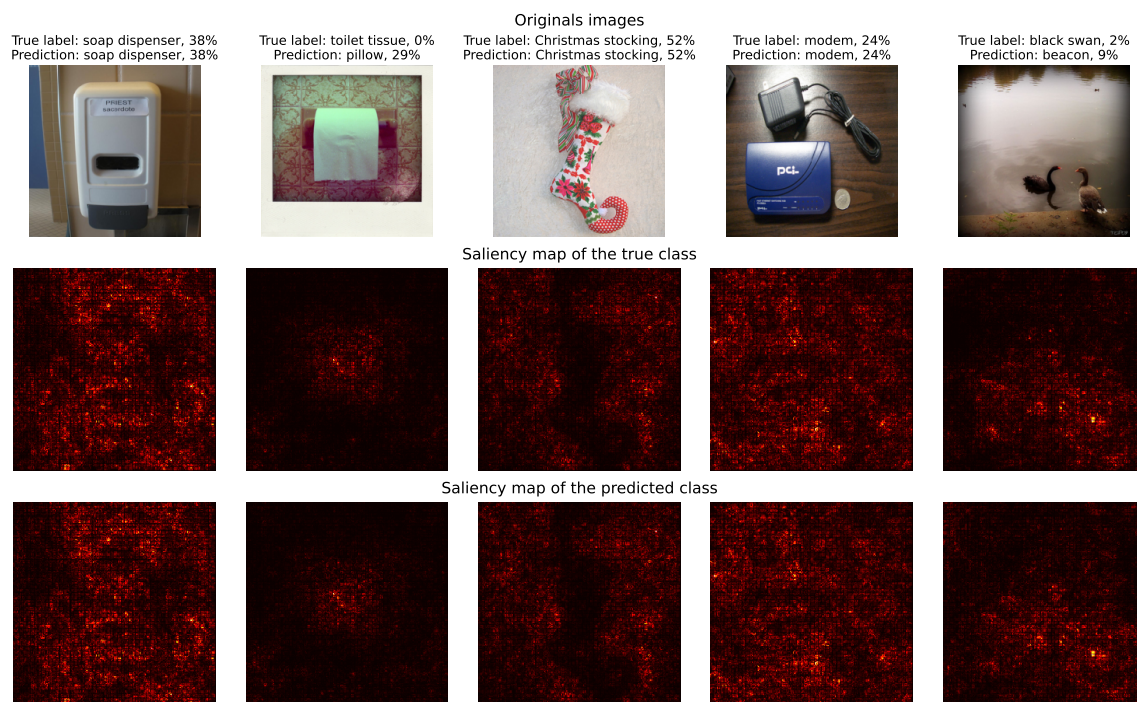 Originals images
True label: soap dispenser, 38%
Prediction: soap dispenser, 38%
True label: toilet tissue, 0%
Prediction: pillow, 29%
True label: Christmas stocking, 52%
Prediction: Christmas stocking, 52%
True label: modem, 24%
Prediction: modem, 24%
True label: black swan, 2%
Prediction: beacon, 9%
PRIEST
sacerdote
pci
Saliency map of the true class
Saliency map of the predicted class